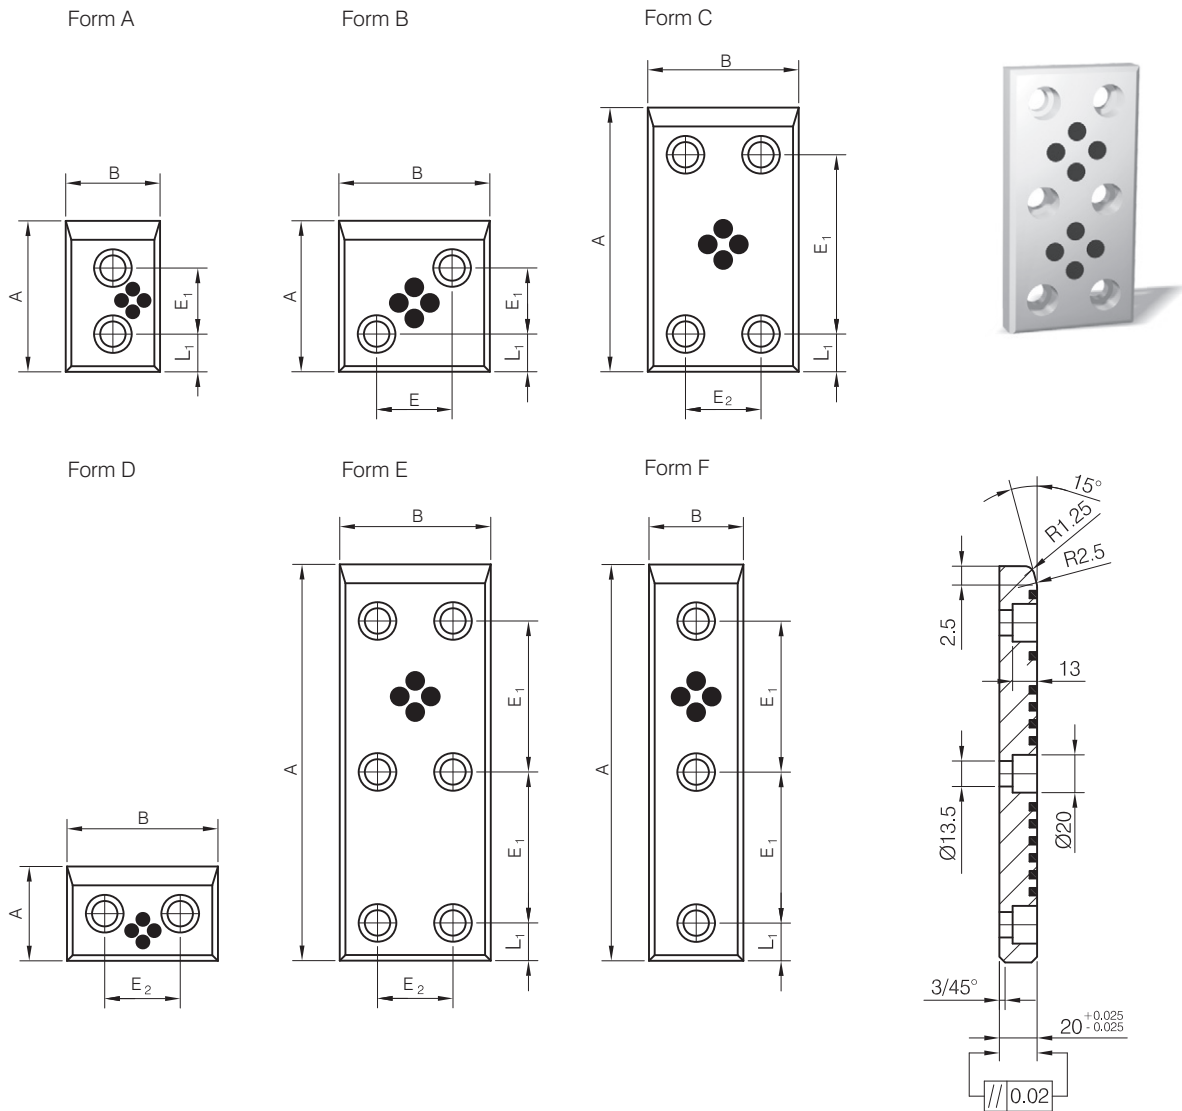 Form A
Form B
Form C
B
A
E1
L1
B
A
E1
L1
E
B
A
E1
L1
E2
Form D
Form E
Form F
B
A
E2
B
A
E1
E1
L1
E2
B
A
E1
E1
L1
15°
R1.25
R2.5
2.5
13
Ø13.5
Ø20
3/45°
20 +0.025 -0.025
// 0.02